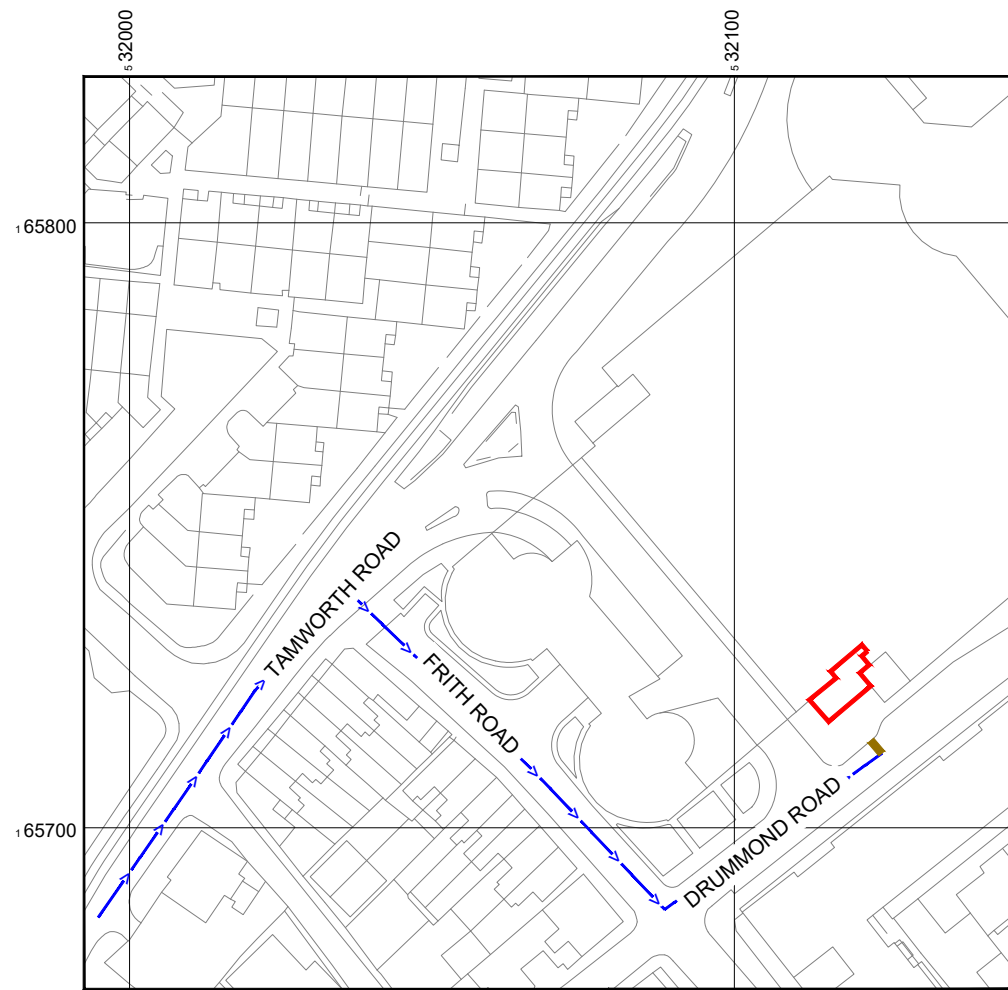 532000
532100
165800
TAMWORTH ROAD
FRITH ROAD
DRUMMOND ROAD
165700